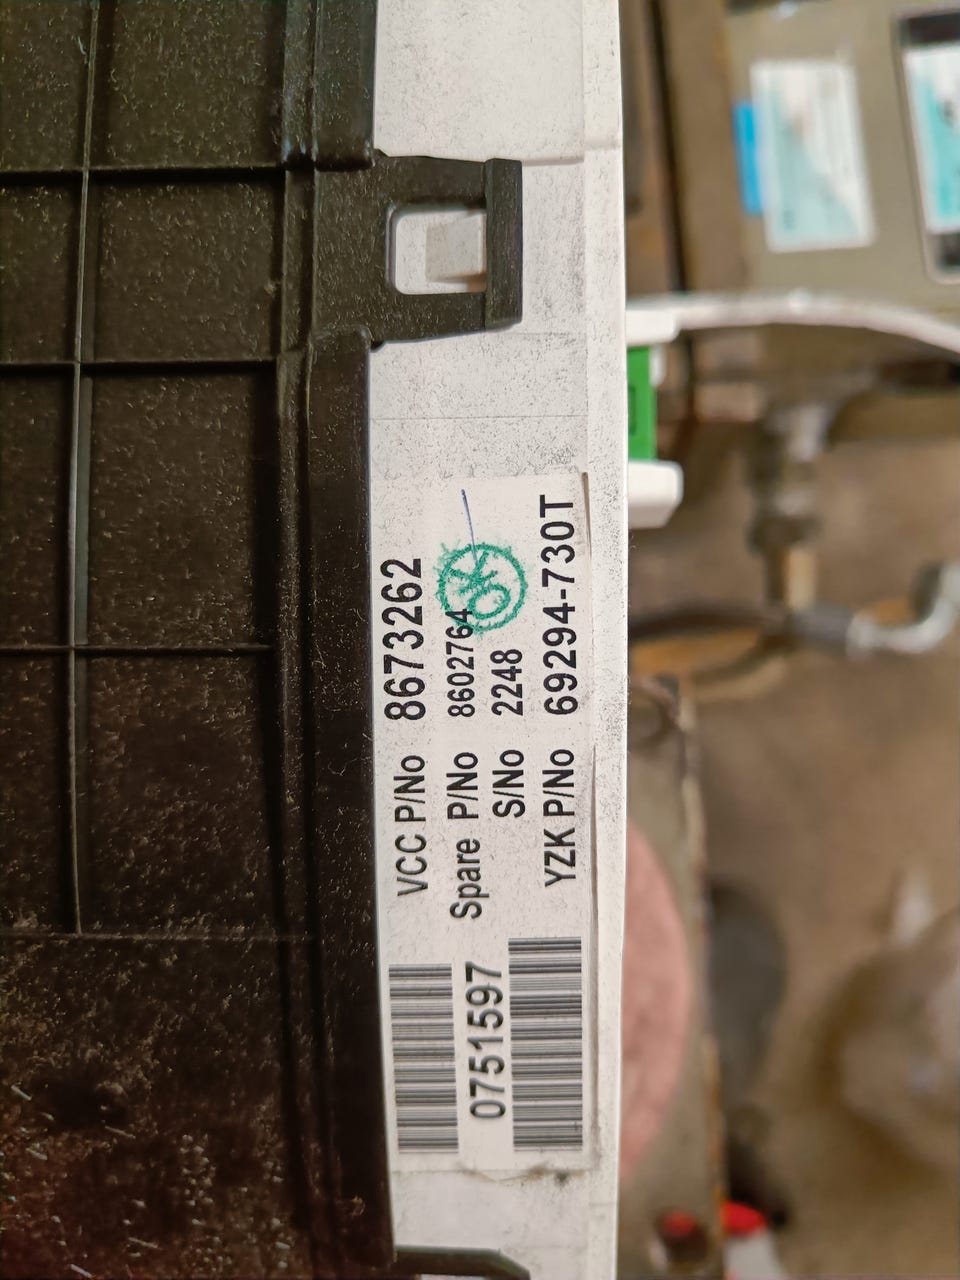 VCC P/No 8673262
Spare P/No 8602764
OK
S/No 2248
YZK P/No 69294-730T
0751597